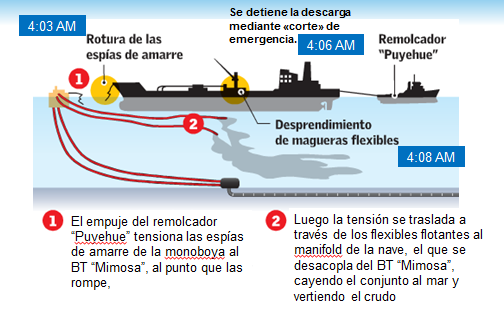 4:03 AM
Rotura de las
espías de amarre
Se detiene la descarga
mediante «corte» de
emergencia.
4:06 AM
Remolcador
"Puyehue"
1
2
Desprendimiento
de magueras flexibles
4:08 AM
1
El empuje del remolcador
“Puvehue” tensiona las espías
de amarre de la monoboya al
BT “Mimosa”, al punto que las
rompe,
2
Luego la tensión se traslada a
través de los flexibles flotantes al
manifold de la nave, el que se
desacopla del BT “Mimosa”,
cayendo el conjunto al mar y
vertiendo el crudo